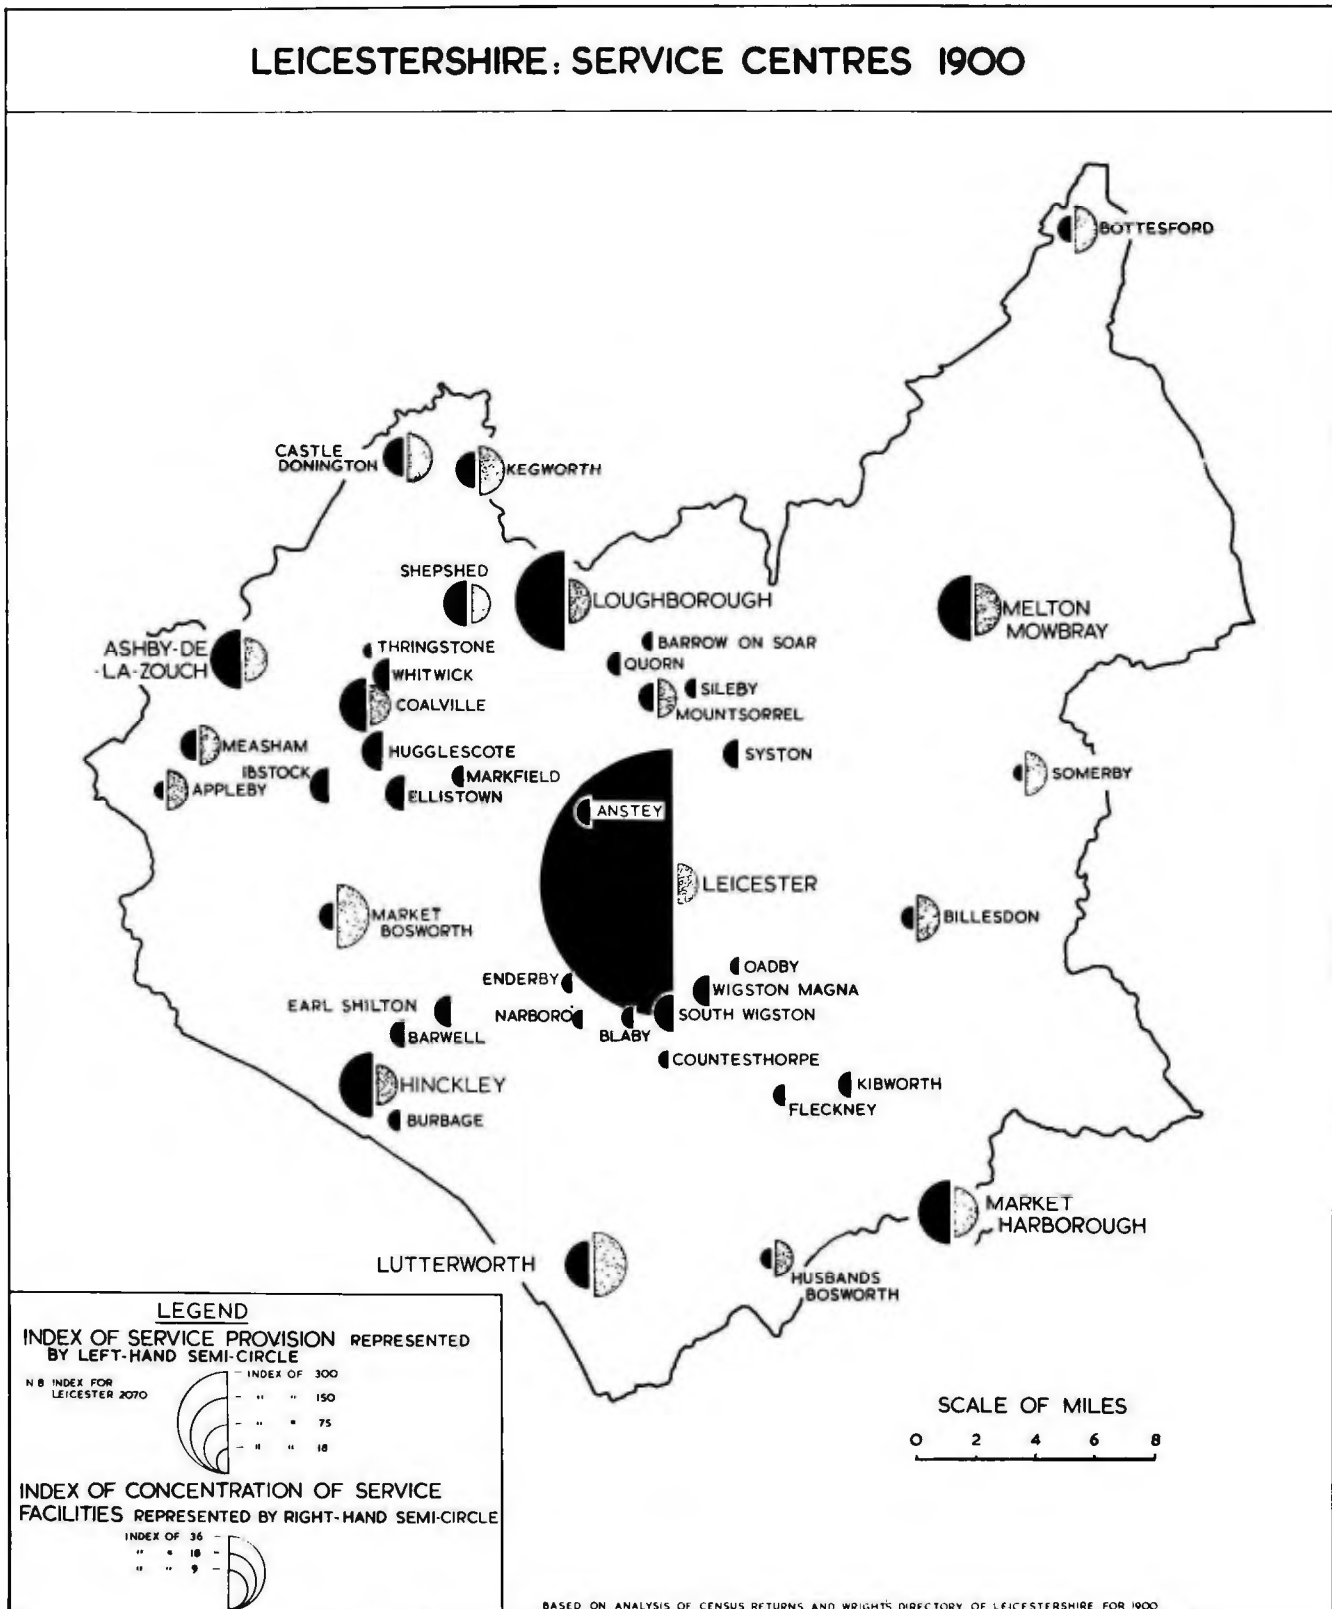 LEICESTERSHIRE: SERVICE CENTRES 1900
BOTTESFORD
CASTLE
DONINGTON
KEGWORTH
SHEPSHED
LOUGHBOROUGH
MELTON
MOWBRAY
ASHBY-DE
-LA-ZOUCH
THRINGSTONE
BARROW ON SOAR
WHITWICK
QUORN
COALVILLE
SILEBY
MOUNTSORREL
MEASHAM
HUGGLESCOTE
SYSTON
IBSTOCK
MARKFIELD
SOMERBY
APPLEBY
ELLISTOWN
ANSTEY
LEICESTER
MARKET
BOSWORTH
BILLESDON
OADBY
ENDERBY
WIGSTON MAGNA
EARL SHILTON
NARBORO'
SOUTH WIGSTON
BLABY
BARWELL
COUNTESTHORPE
HINCKLEY
KIBWORTH
FLECKNEY
BURBAGE
MARKET
HARBOROUGH
LUTTERWORTH
HUSBANDS
BOSWORTH
LEGEND
INDEX OF SERVICE PROVISION REPRESENTED
BY LEFT-HAND SEMI-CIRCLE
N B INDEX FOR
LEICESTER 2070
- INDEX OF 300
- " " 150
- " " 75
- " " 18
INDEX OF CONCENTRATION OF SERVICE
FACILITIES REPRESENTED BY RIGHT-HAND SEMI-CIRCLE
INDEX OF 36 -
" " 18 -
" " 9 -
SCALE OF MILES
0 2 4 6 8
BASED ON ANALYSIS OF CENSUS RETURNS AND WRIGHT'S DIRECTORY OF LEICESTERSHIRE FOR 1900